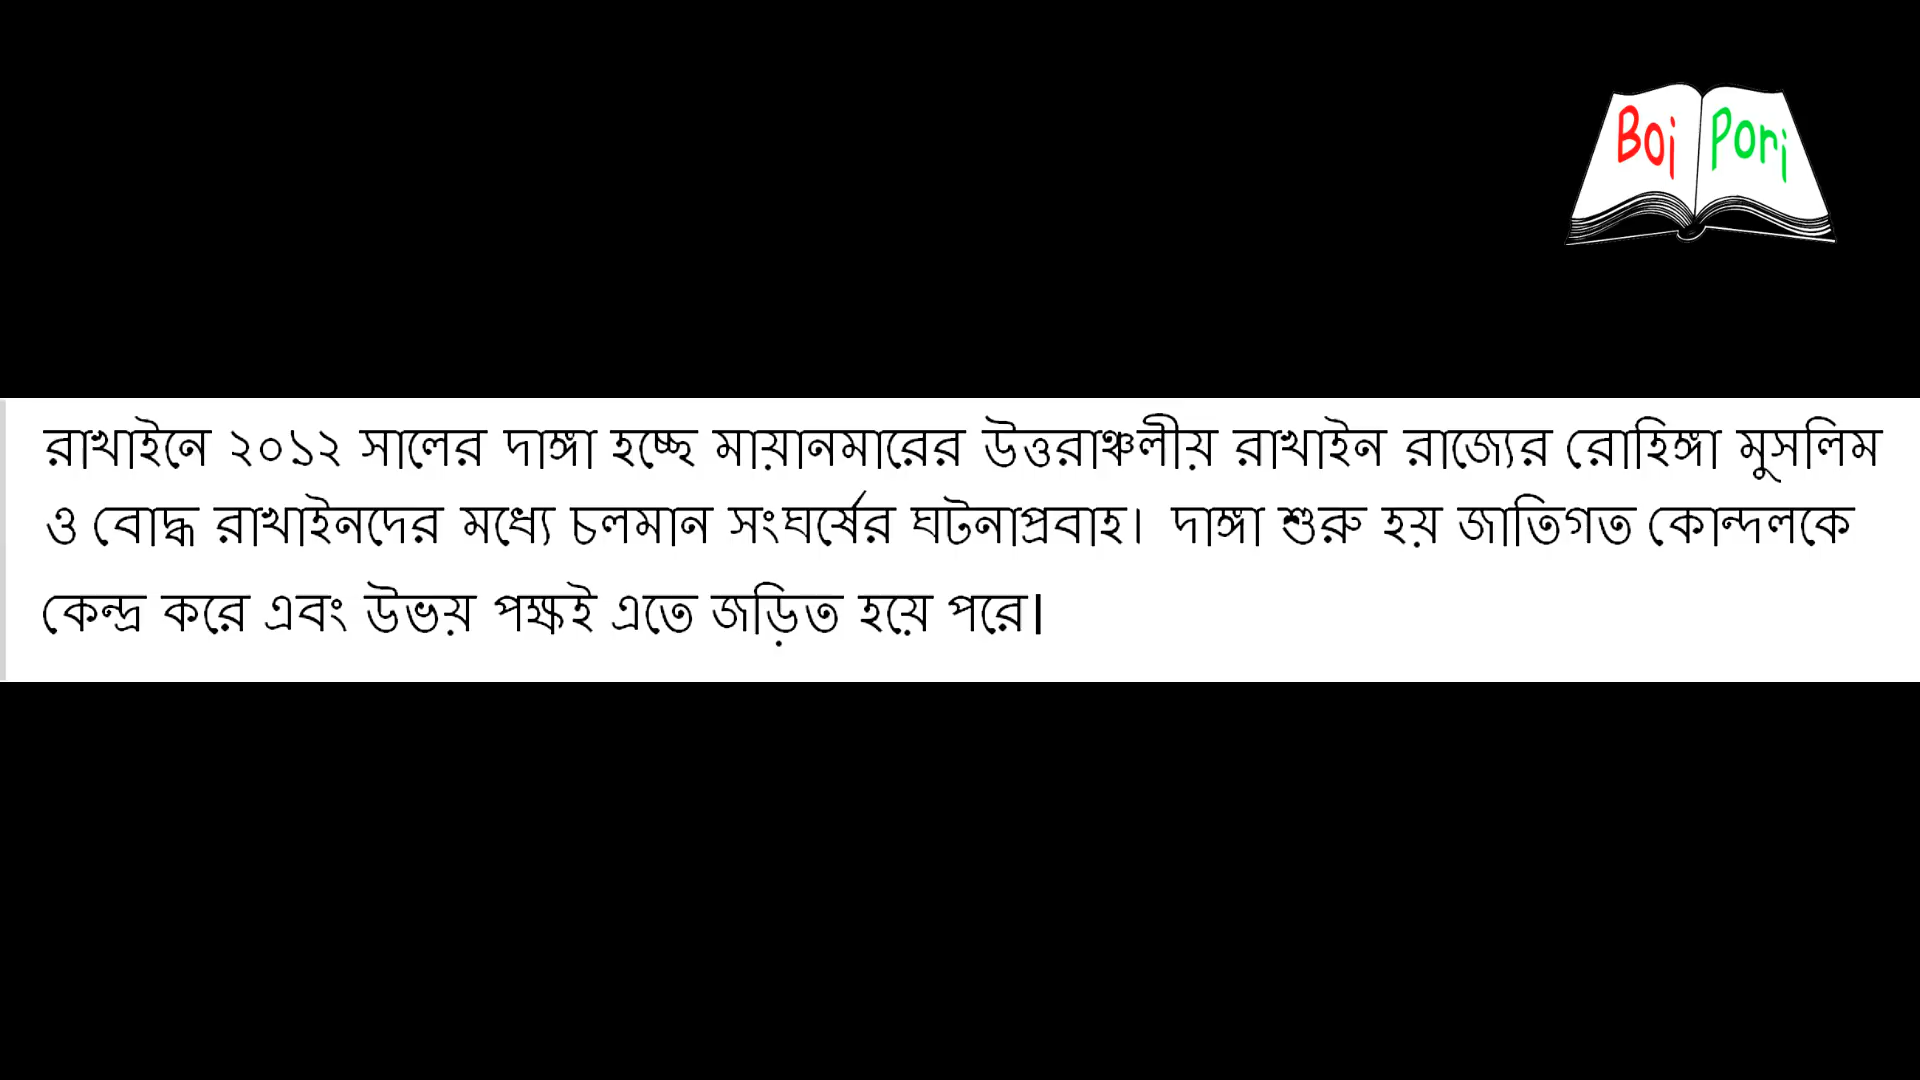 Boi Pori
রাখাইনে ২০১২ সালের দাঙ্গা হচ্ছে মায়ানমারের উত্তরাঞ্চলীয় রাখাইন রাজ্যের রোহিঙ্গা মুসলিম
ও বোদ্ধ রাখাইনদের মধ্যে চলমান সংঘর্ষের ঘটনাপ্রবাহ। দাঙ্গা শুরু হয় জাতিগত কোন্দলকে
কেন্দ্র করে এবং উভয় পক্ষই এতে জড়িত হয়ে পরে।